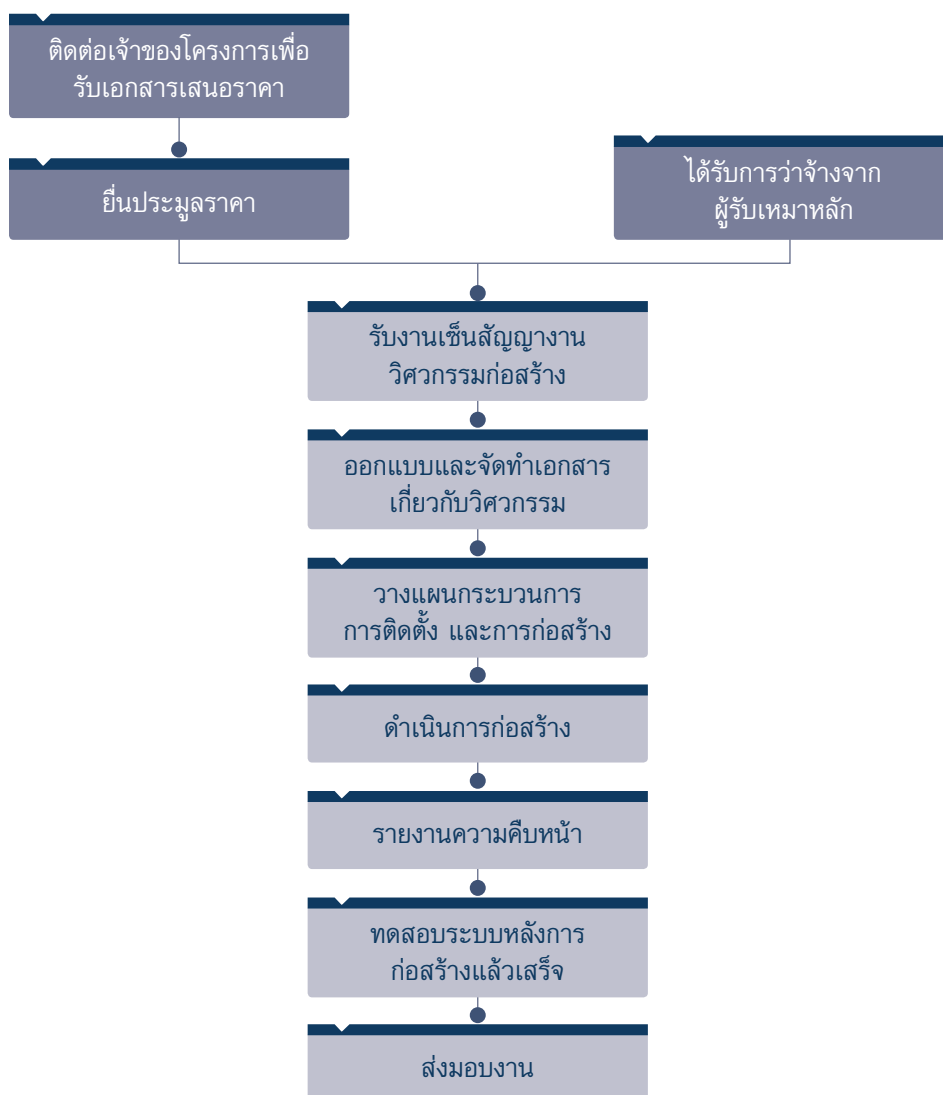 ติดต่อเจ้าของโครงการเพื่อ
รับเอกสารเสนอราคา
ยื่นประมูลราคา
ได้รับการว่าจ้างจาก
ผู้รับเหมาหลัก
รับงานเซ็นสัญญางาน
วิศวกรรมก่อสร้าง
ออกแบบและจัดทำเอกสาร
เกี่ยวกับวิศวกรรม
วางแผนกระบวนการ
การติดตั้ง และการก่อสร้าง
ดำเนินการก่อสร้าง
รายงานความคืบหน้า
ทดสอบระบบหลังการ
ก่อสร้างแล้วเสร็จ
ส่งมอบงาน